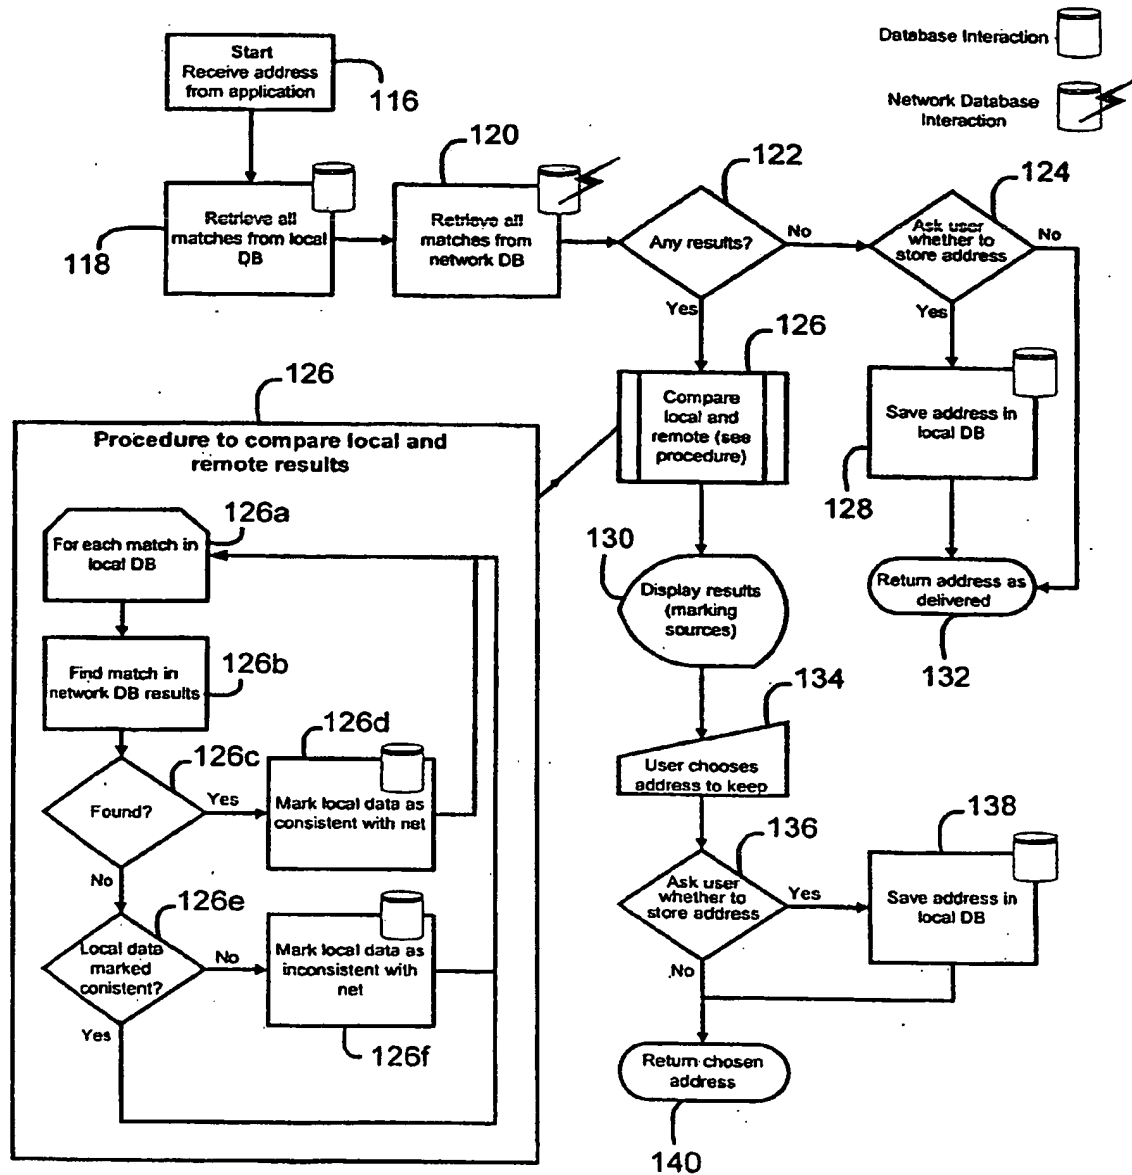 Start
Receive address
from application
116
Database Interaction
Network Database
Interaction
118
Retrieve all
matches from local
DB
120
Retrieve all
matches from
network DB
122
Any results?
No
Yes
124
Ask user
whether to
store address
No
Yes
126
Compare
local and
remote (see
procedure)
Save address in
local DB
128
Return address as
delivered
132
130
Display results
(marking
sources)
134
User chooses
address to keep
136
Ask user
whether to
store address
Yes
No
138
Save address in
local DB
Return chosen
address
140
126
Procedure to compare local and
remote results
126a
For each match in
local DB
126b
Find match in
network DB results
126c
Found?
Yes
No
126d
Mark local data as
consistent with net
126e
Local data
marked
conistent?
No
Yes
Mark local data as
inconsistent with
net
126f